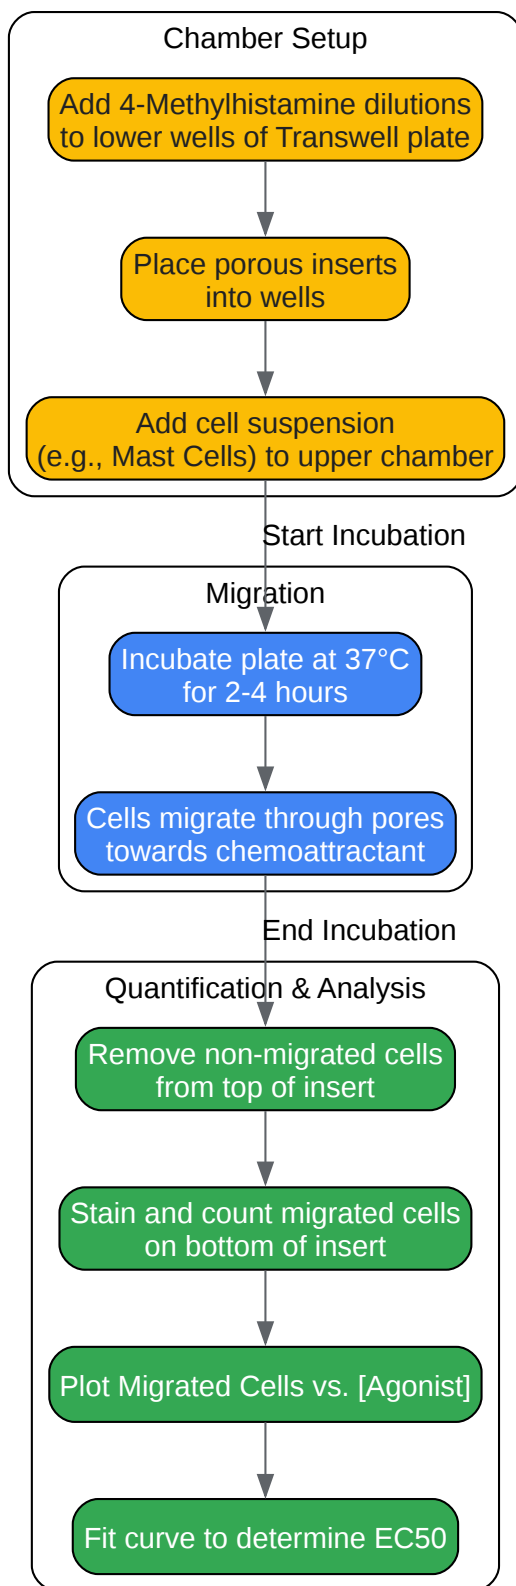 Chamber Setup
Add 4-Methylhistamine dilutions
to lower wells of Transwell plate
Place porous inserts
into wells
Add cell suspension
(e.g., Mast Cells) to upper chamber
Start Incubation
Migration
Incubate plate at 37°C
for 2-4 hours
Cells migrate through pores
towards chemoattractant
End Incubation
Quantification & Analysis
Remove non-migrated cells
from top of insert
Stain and count migrated cells
on bottom of insert
Plot Migrated Cells vs. [Agonist]
Fit curve to determine EC50